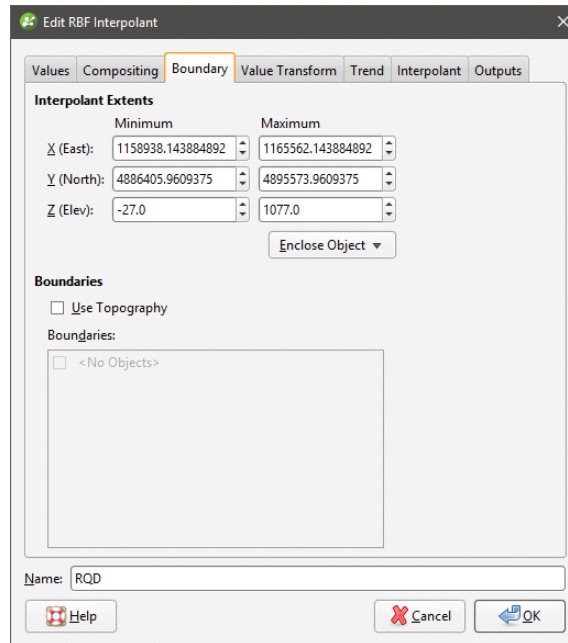 Edit RBF Interpolant
Values Compositing Boundary Value Transform Trend Interpolant Outputs
Interpolant Extents
Minimum Maximum
X (East): 1158938.143884892 1165562.143884892
Y (North): 4886405.9609375 4895573.9609375
Z (Elev): -27.0 1077.0
Enclose Object
Boundaries
Use Topography
Boundaries:
<No Objects>
Name: RQD
Help Cancel OK